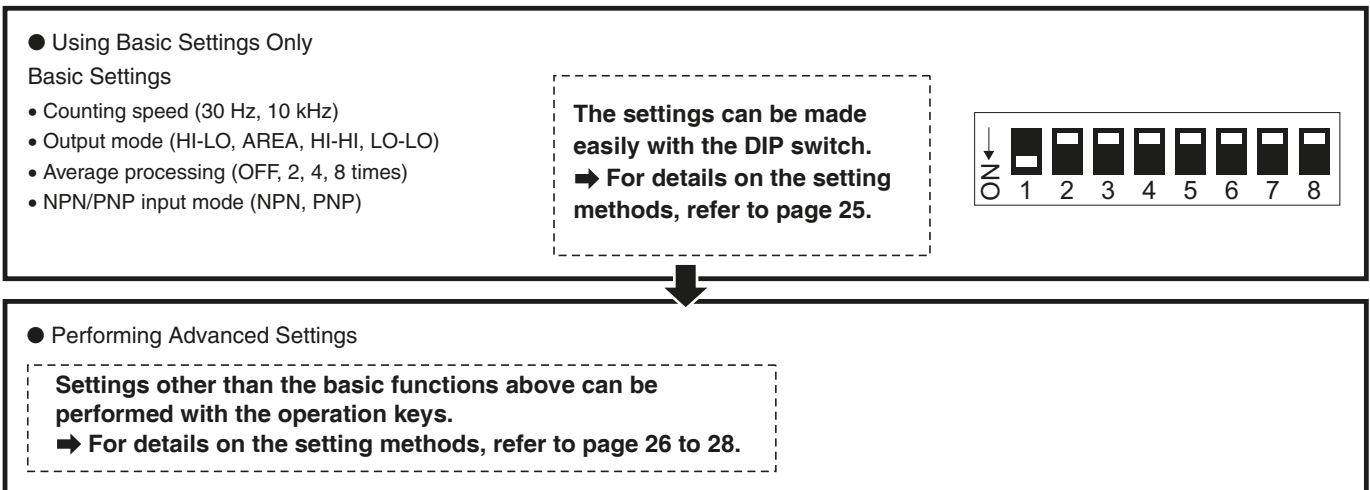 ● Using Basic Settings Only
Basic Settings
• Counting speed (30 Hz, 10 kHz)
• Output mode (HI-LO, AREA, HI-HI, LO-LO)
• Average processing (OFF, 2, 4, 8 times)
• NPN/PNP input mode (NPN, PNP)
The settings can be made
easily with the DIP switch.
➡ For details on the setting
methods, refer to page 25.
ON
1 2 3 4 5 6 7 8
● Performing Advanced Settings
Settings other than the basic functions above can be
performed with the operation keys.
➡ For details on the setting methods, refer to page 26 to 28.